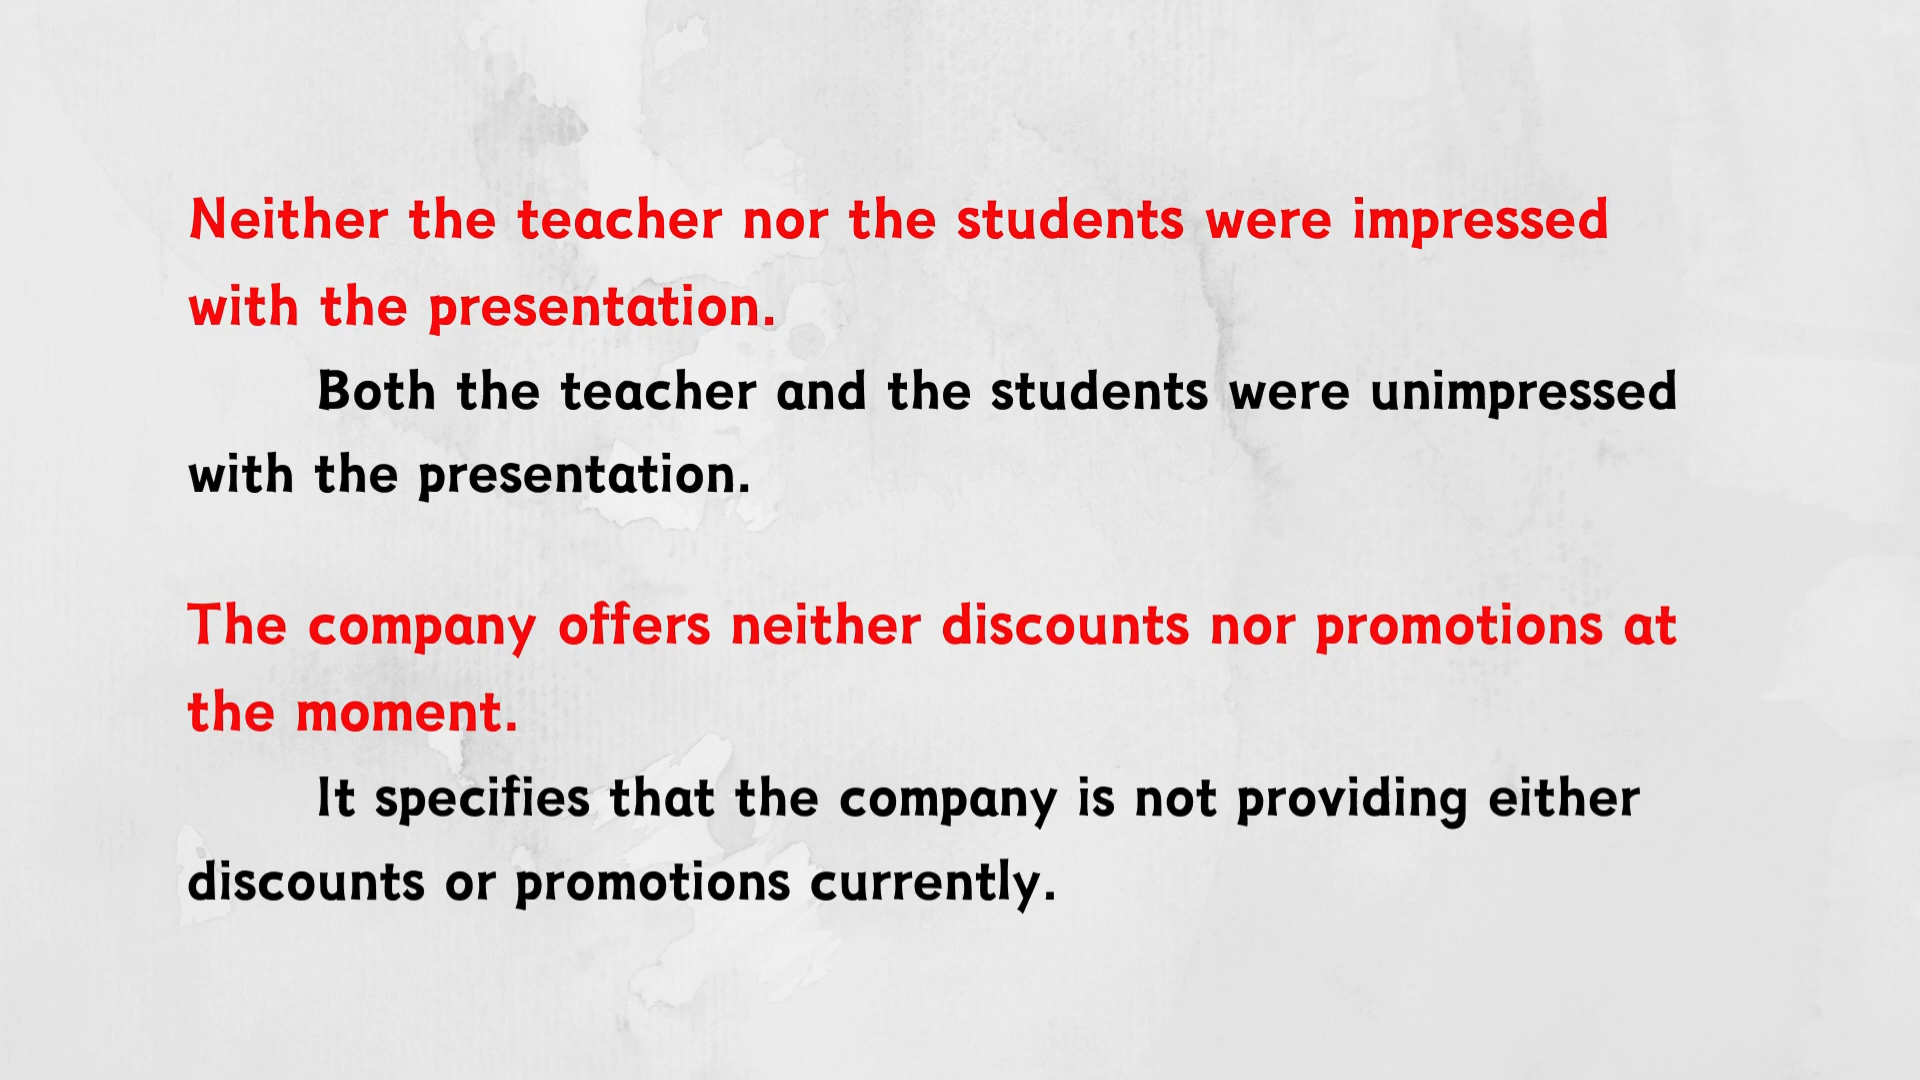 Neither the teacher nor the students were impressed
with the presentation.
Both the teacher and the students were unimpressed
with the presentation.
The company offers neither discounts nor promotions at
the moment.
It specifies that the company is not providing either
discounts or promotions currently.